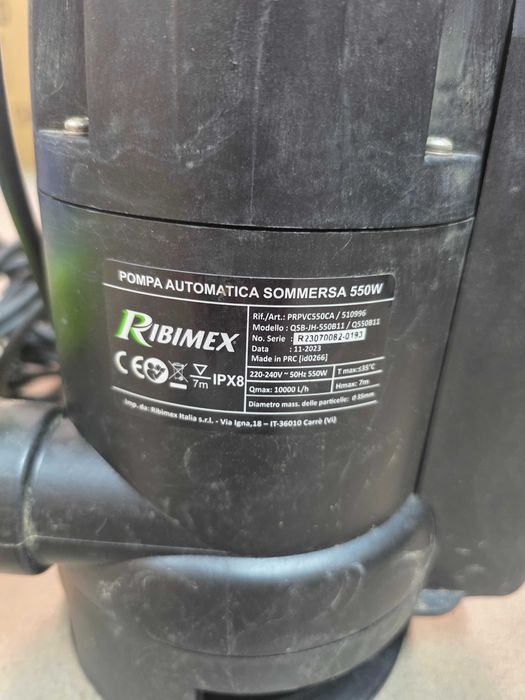 POMPA AUTOMATICA SOMMERSA 550W
RIBIMEX
Rif./Art.: PRPVC550CA / 510996
Modello : QSB-JH-550B11 / Q550B11
No. Serie : R23070082-0193
Data : 11-2023
Made in PRC [id0266]
CE 7m IPX8
220-240V ~ 50Hz 550W T max:≤35°C
Qmax: 10000 L/h Hmax: 7m
Diametro mass. delle particelle: Ø 35mm
Imp. da: Ribimex Italia s.r.l. - Via Igna,18 – IT-36010 Carrè (Vi)